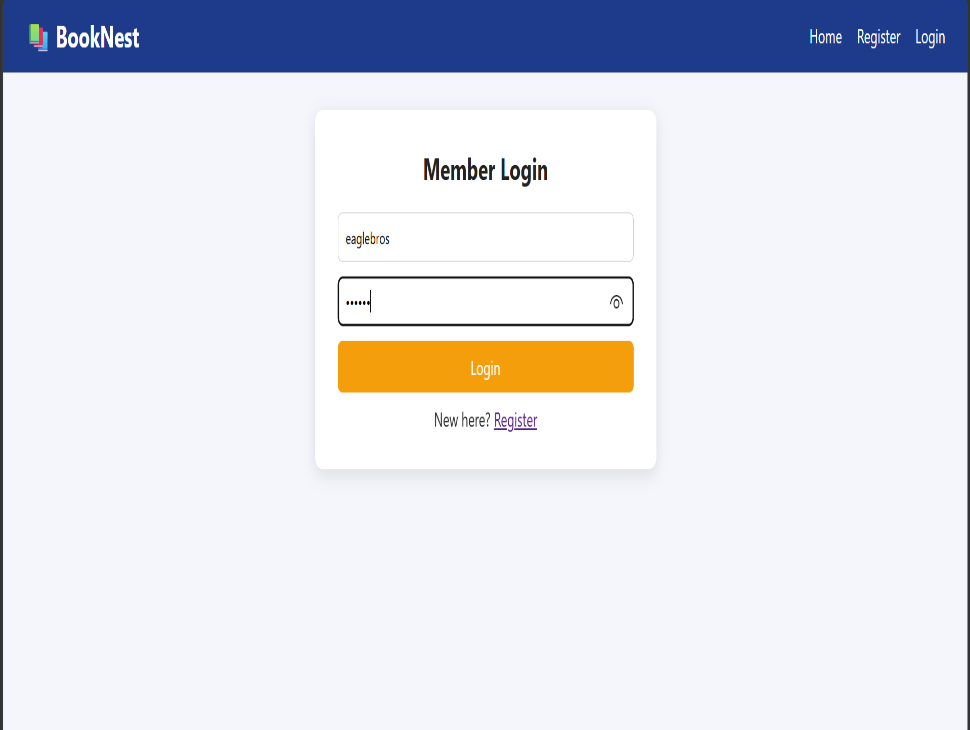 BookNest
Home Register Login
Member Login
eaglebros
••••••
Login
New here? Register